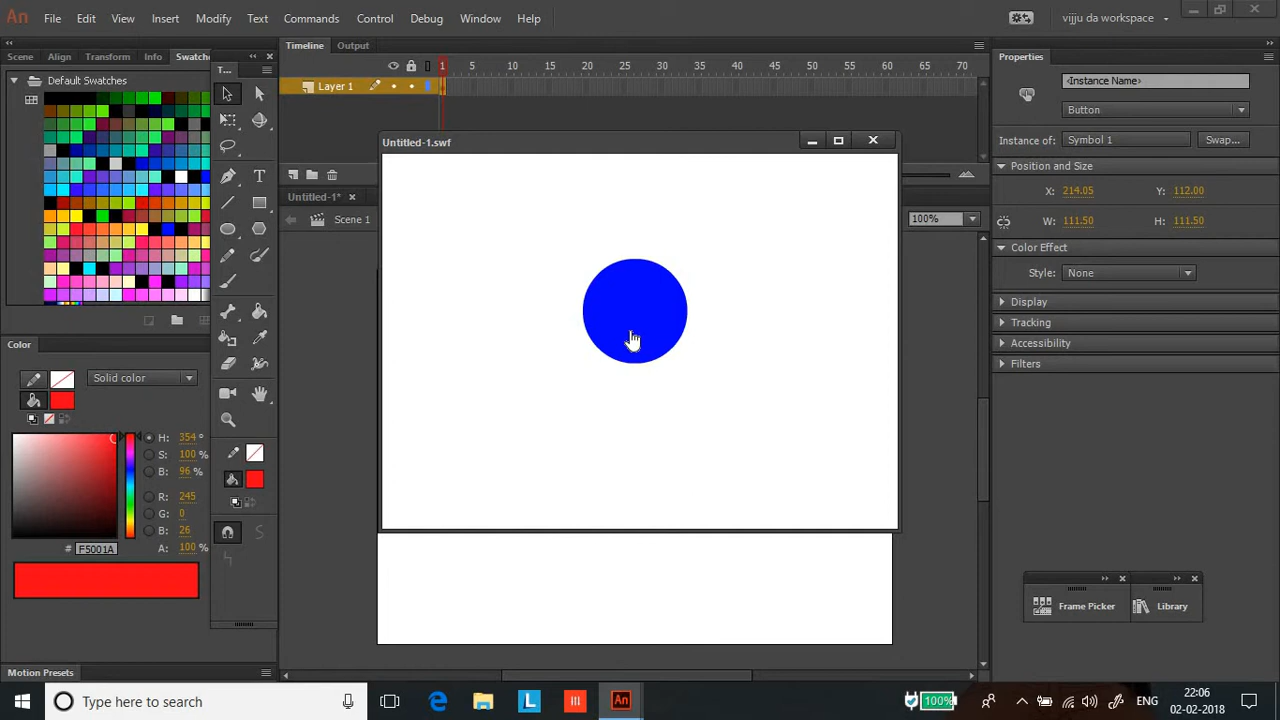 An File Edit View Insert Modify Text Commands Control Debug Window Help vijju da workspace
Scene Align Transform Info Swatche
T...
Timeline Output
Properties
1 5 10 15 20 25 30 35 40 45 50 55 60 65 70
Default Swatches
Layer 1
<Instance Name>
Button
Untitled-1.swf
Instance of: Symbol 1 Swap...
Position and Size
X: 214.05 Y: 112.00
Untitled-1*
Scene 1
100%
W: 111.50 H: 111.50
Color Effect
Style: None
Display
Tracking
Accessibility
Filters
Color
Solid color
H: 354 °
S: 100 %
B: 96 %
R: 245
G: 0
B: 26
# F5001A
A: 100 %
Frame Picker
Library
Motion Presets
Type here to search
L
An
100%
ENG
22:06
02-02-2018